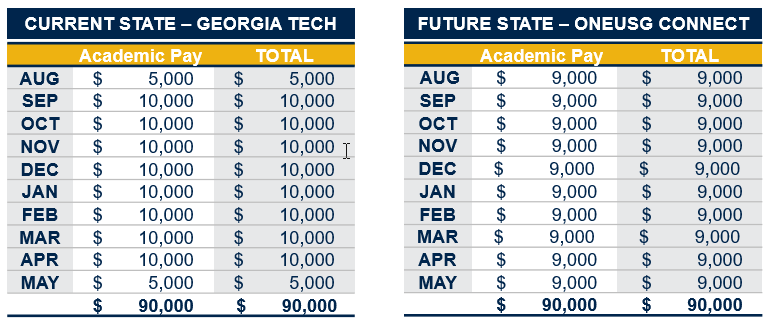 CURRENT STATE – GEORGIA TECH
Academic Pay TOTAL
AUG $ 5,000 $ 5,000
SEP $ 10,000 $ 10,000
OCT $ 10,000 $ 10,000
NOV $ 10,000 $ 10,000
DEC $ 10,000 $ 10,000
JAN $ 10,000 $ 10,000
FEB $ 10,000 $ 10,000
MAR $ 10,000 $ 10,000
APR $ 10,000 $ 10,000
MAY $ 5,000 $ 5,000
$ 90,000 $ 90,000
FUTURE STATE – ONEUSG CONNECT
Academic Pay TOTAL
AUG $ 9,000 $ 9,000
SEP $ 9,000 $ 9,000
OCT $ 9,000 $ 9,000
NOV $ 9,000 $ 9,000
DEC $ 9,000 $ 9,000
JAN $ 9,000 $ 9,000
FEB $ 9,000 $ 9,000
MAR $ 9,000 $ 9,000
APR $ 9,000 $ 9,000
MAY $ 9,000 $ 9,000
$ 90,000 $ 90,000